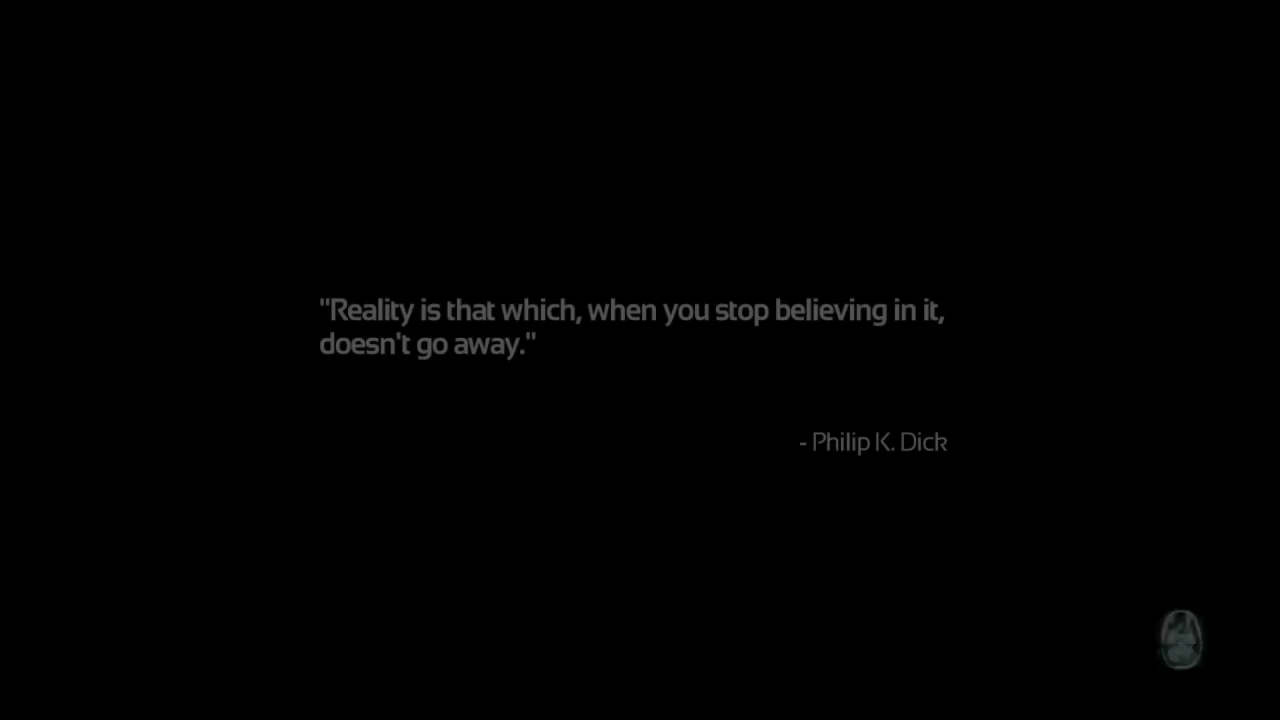 "Reality is that which, when you stop believing in it,
doesn't go away."
- Philip K. Dick